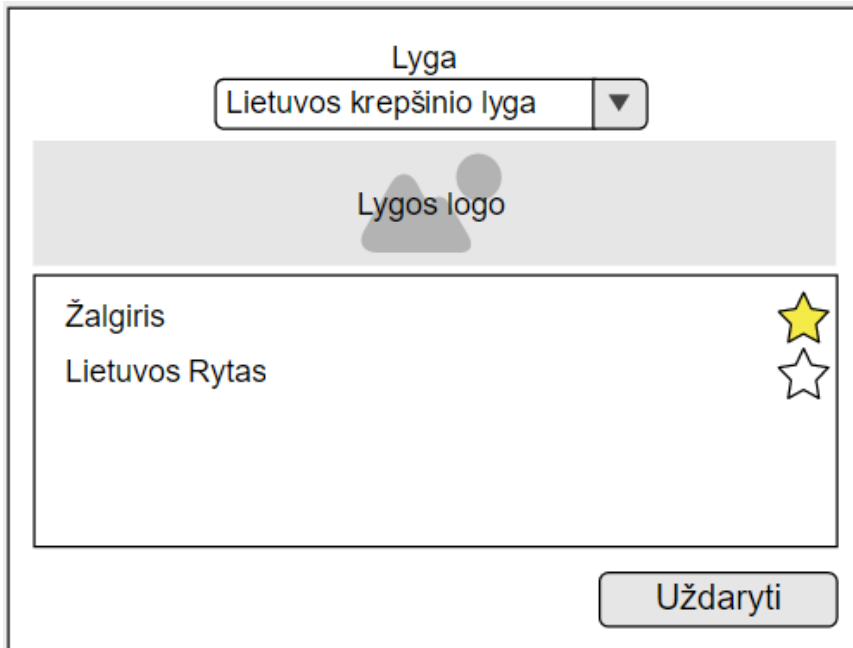 Lyga
Lietuvos krepšinio lyga
Lygos logo
Žalgiris
Lietuvos Rytas
Uždaryti